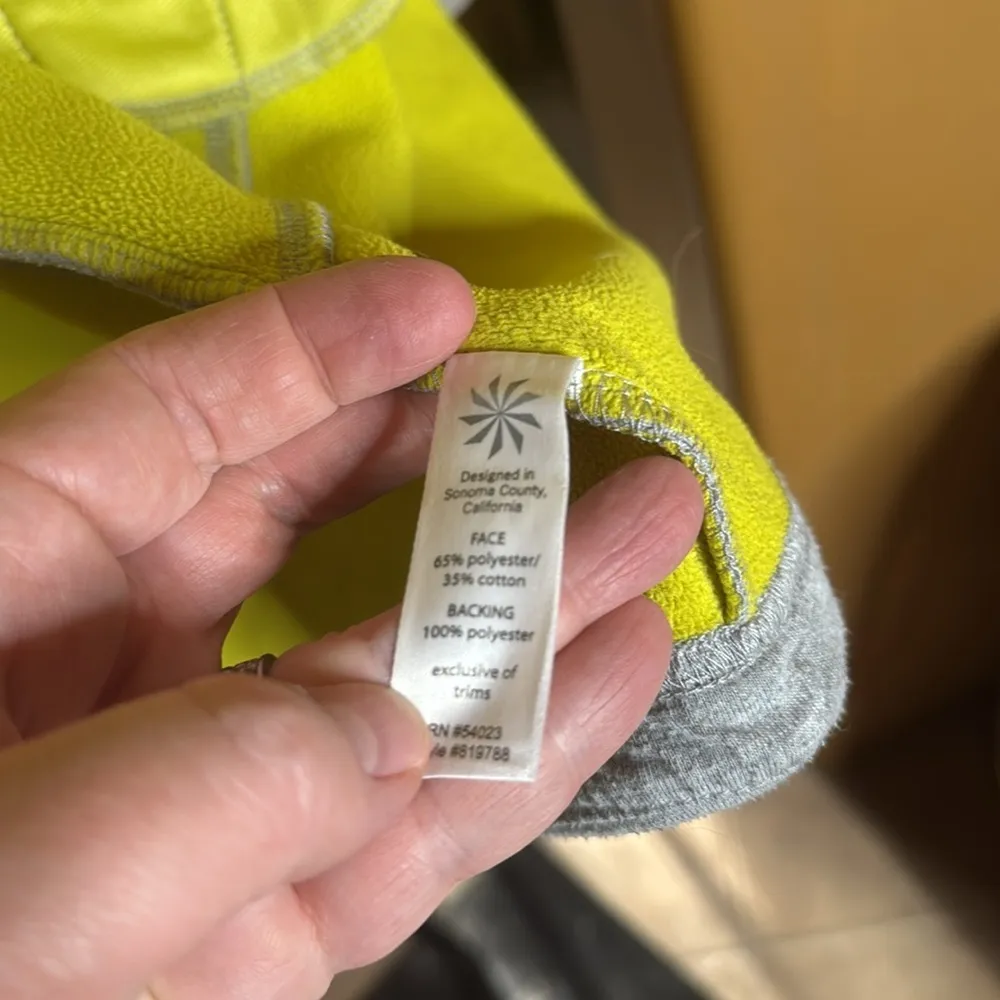 Designed in
Sonoma County,
California
FACE
65% polyester/
35% cotton
BACKING
100% polyester
exclusive of
trims
RN #54023
#819788